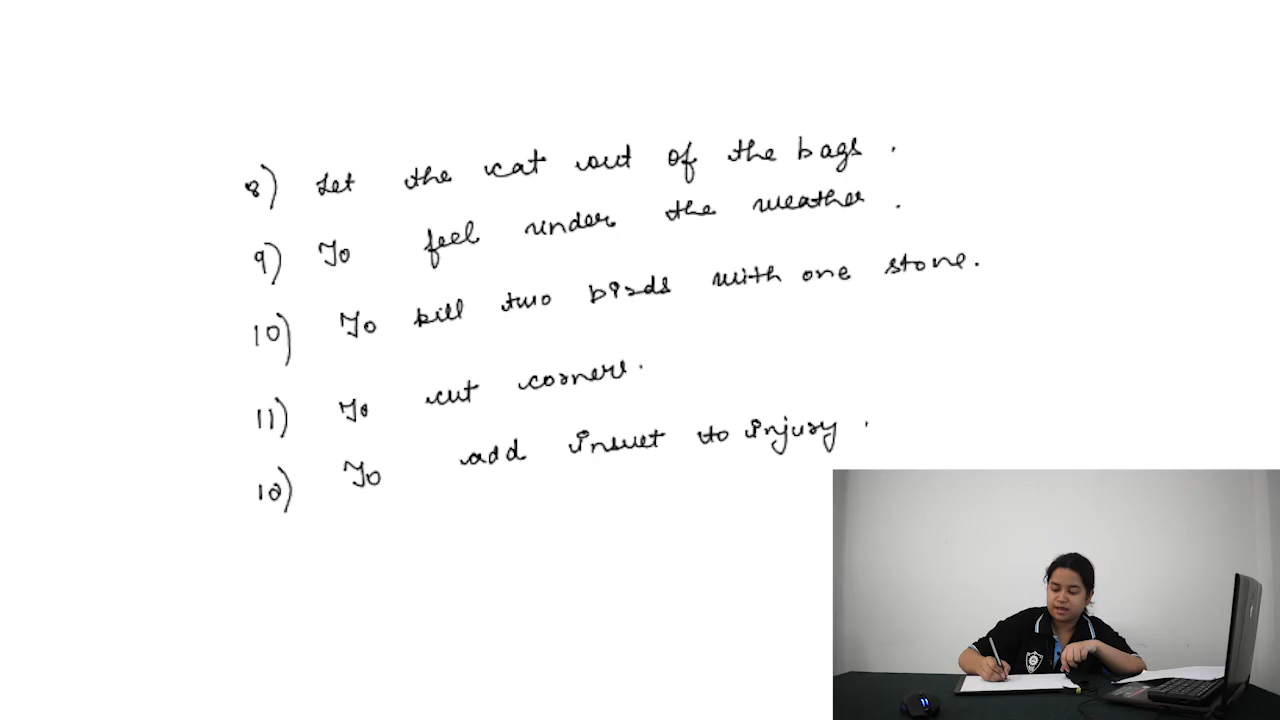 8) Let the cat out of the bags.
9) To feel under the weather.
10) To kill two birds with one stone.
11) To cut corners.
12) To add insult to injury.